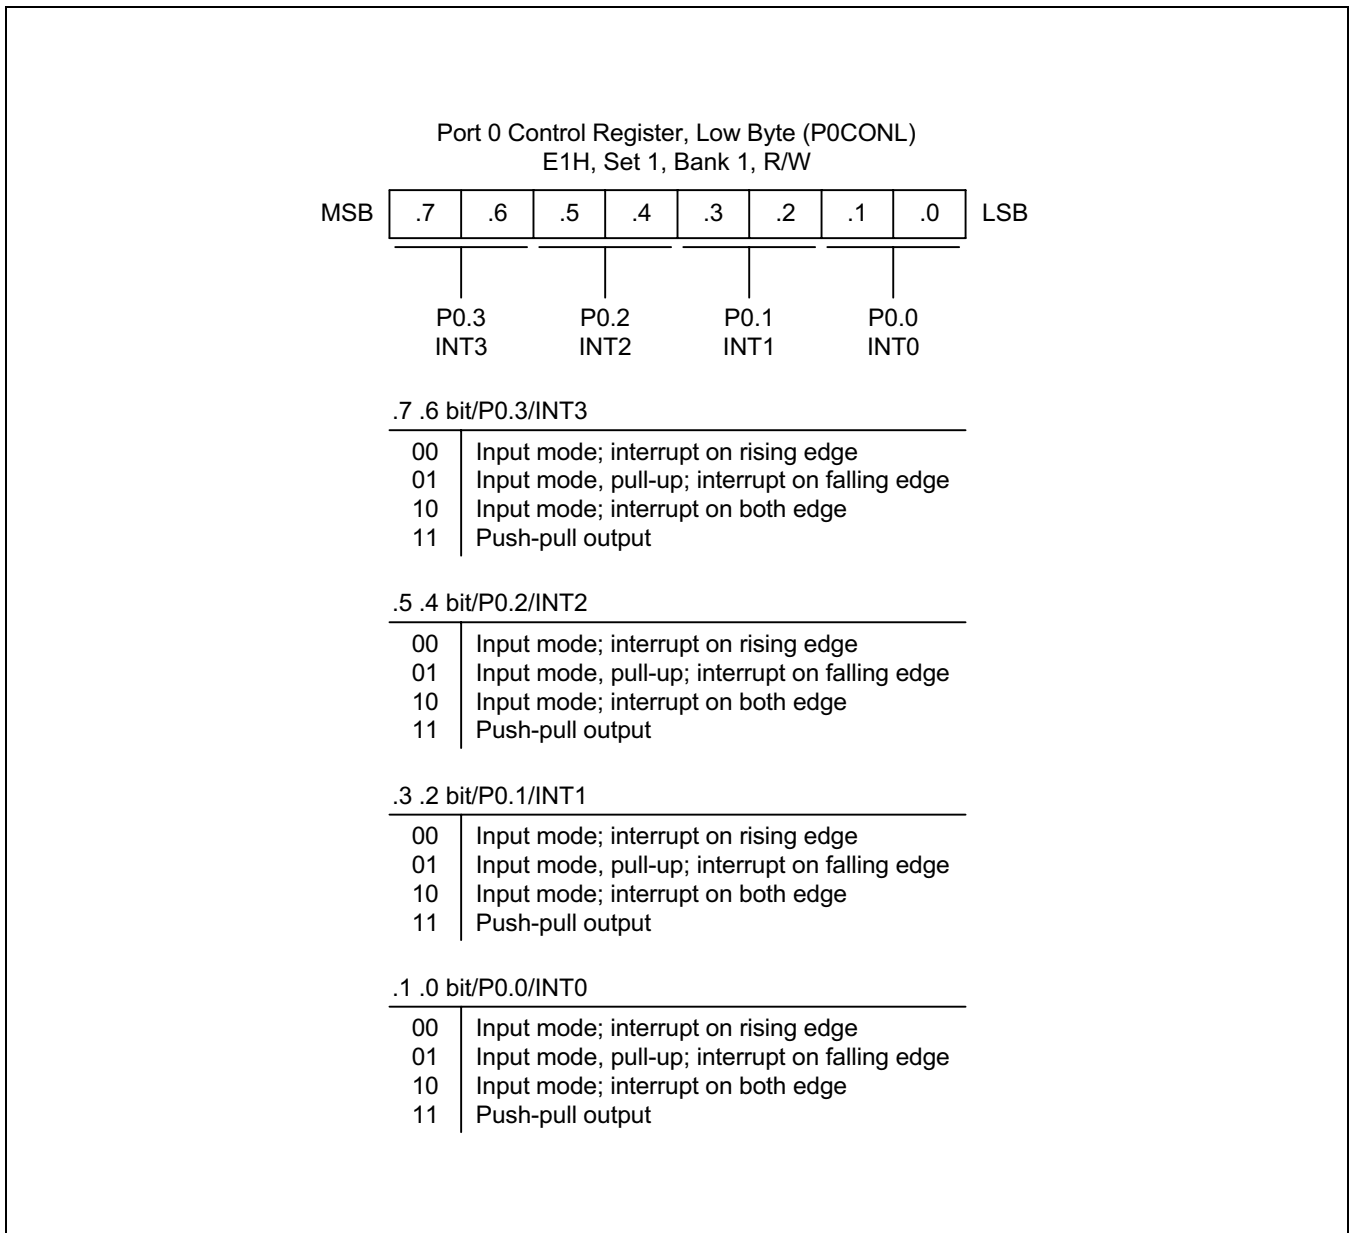 Port 0 Control Register, Low Byte (P0CONL)
E1H, Set 1, Bank 1, R/W
MSB .7 .6 .5 .4 .3 .2 .1 .0 LSB
P0.3 P0.2 P0.1 P0.0
INT3 INT2 INT1 INT0
.7 .6 bit/P0.3/INT3
00 Input mode; interrupt on rising edge
01 Input mode, pull-up; interrupt on falling edge
10 Input mode; interrupt on both edge
11 Push-pull output
.5 .4 bit/P0.2/INT2
00 Input mode; interrupt on rising edge
01 Input mode, pull-up; interrupt on falling edge
10 Input mode; interrupt on both edge
11 Push-pull output
.3 .2 bit/P0.1/INT1
00 Input mode; interrupt on rising edge
01 Input mode, pull-up; interrupt on falling edge
10 Input mode; interrupt on both edge
11 Push-pull output
.1 .0 bit/P0.0/INT0
00 Input mode; interrupt on rising edge
01 Input mode, pull-up; interrupt on falling edge
10 Input mode; interrupt on both edge
11 Push-pull output